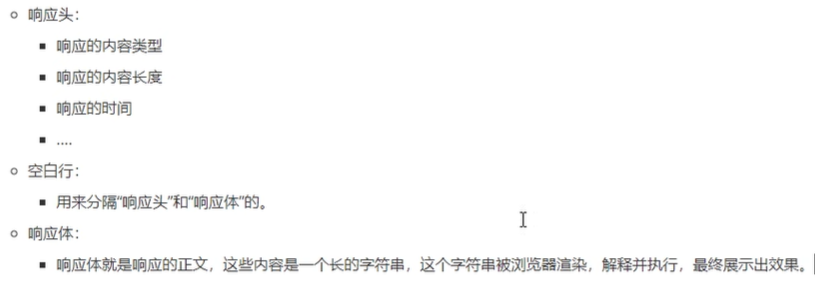 响应头：
响应的内容类型
响应的内容长度
响应的时间
....
空白行：
用来分隔“响应头”和“响应体”的。
响应体：
响应体就是响应的正文，这些内容是一个长的字符串，这个字符串被浏览器渲染，解释并执行，最终展示出效果。